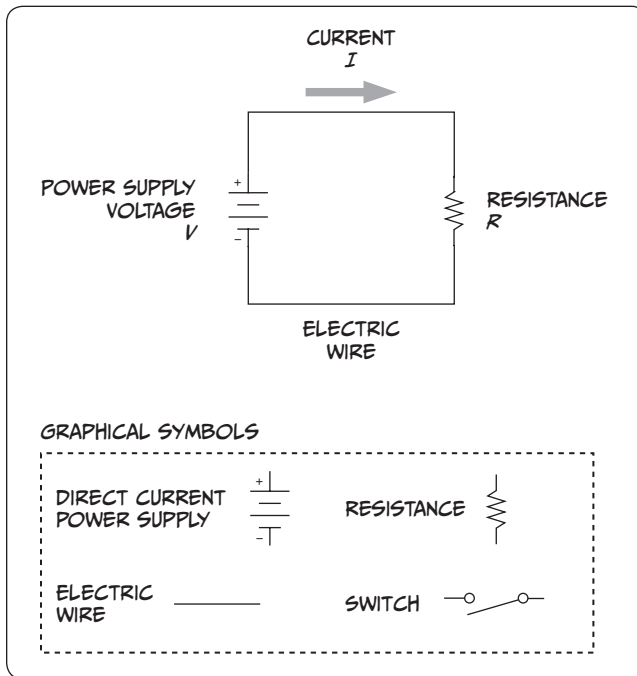 CURRENT
I
POWER SUPPLY
VOLTAGE
V
+
−
RESISTANCE
R
ELECTRIC
WIRE
GRAPHICAL SYMBOLS
DIRECT CURRENT
POWER SUPPLY
+
−
RESISTANCE
ELECTRIC
WIRE
SWITCH